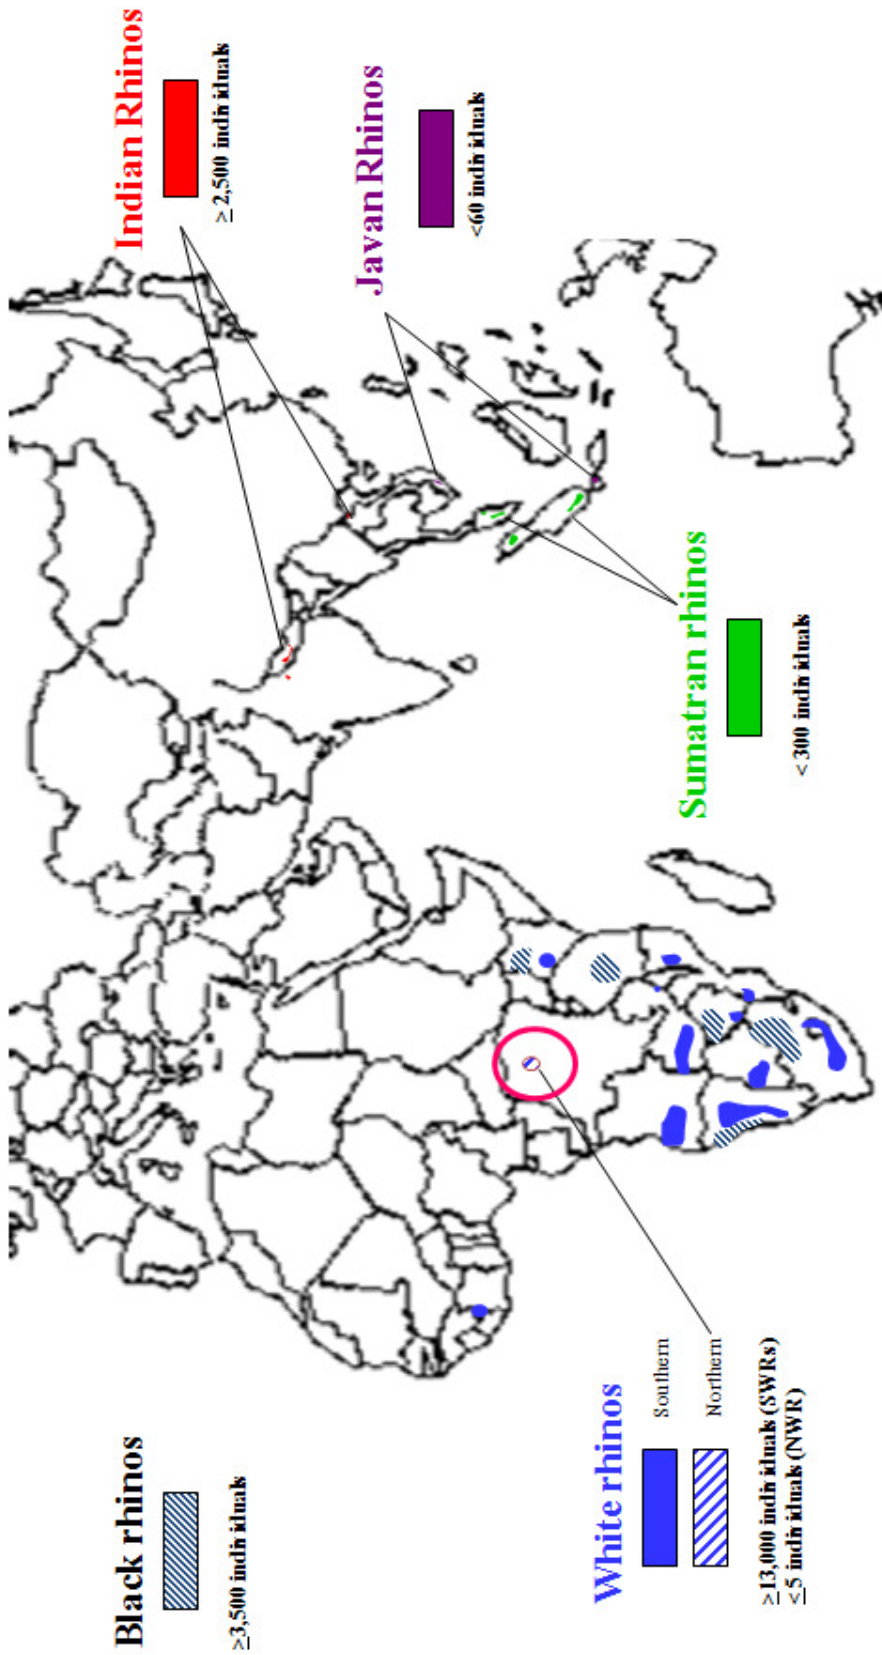 Black rhinos
≥3,500 individuals
White rhinos
Southern
Northern
≥13,000 individuals (SWRs)
≤5 individuals (NWR)
Sumatran rhinos
< 300 individuals
Javan Rhinos
<60 individuals
Indian Rhinos
≥ 2,500 individuals